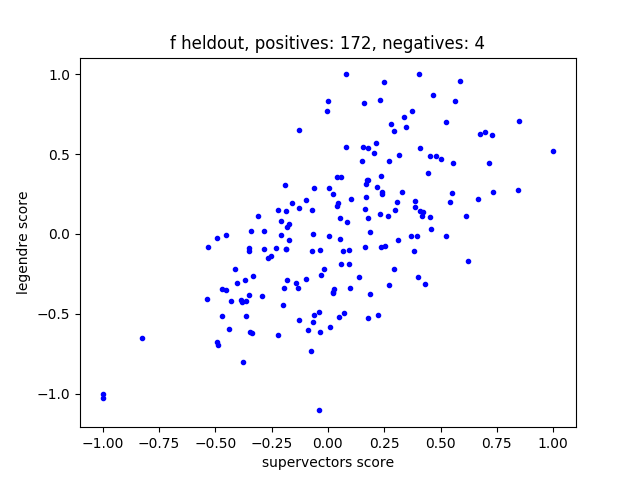 f heldout, positives: 172, negatives: 4
1.0
0.5
0.0
−0.5
−1.0
legendre score
−1.00 −0.75 −0.50 −0.25 0.00 0.25 0.50 0.75 1.00
supervectors score